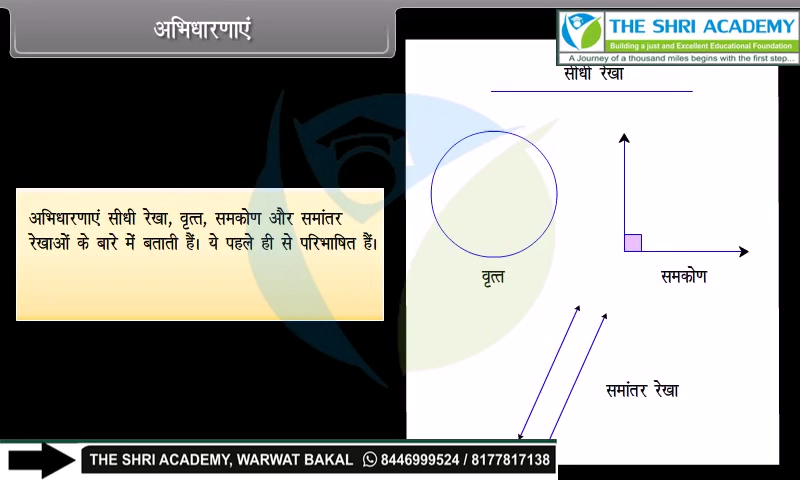 अभिधारणाएं
THE SHRI ACADEMY
Building a just and Excellent Educational Foundation
A Journey of a thousand miles begins with the first step...
सीधी रेखा
अभिधारणाएं सीधी रेखा, वृत्त, समकोण और समांतर
रेखाओं के बारे में बताती हैं। ये पहले ही से परिभाषित हैं।
वृत्त
समकोण
समांतर रेखा
THE SHRI ACADEMY, WARWAT BAKAL 8446999524 / 8177817138